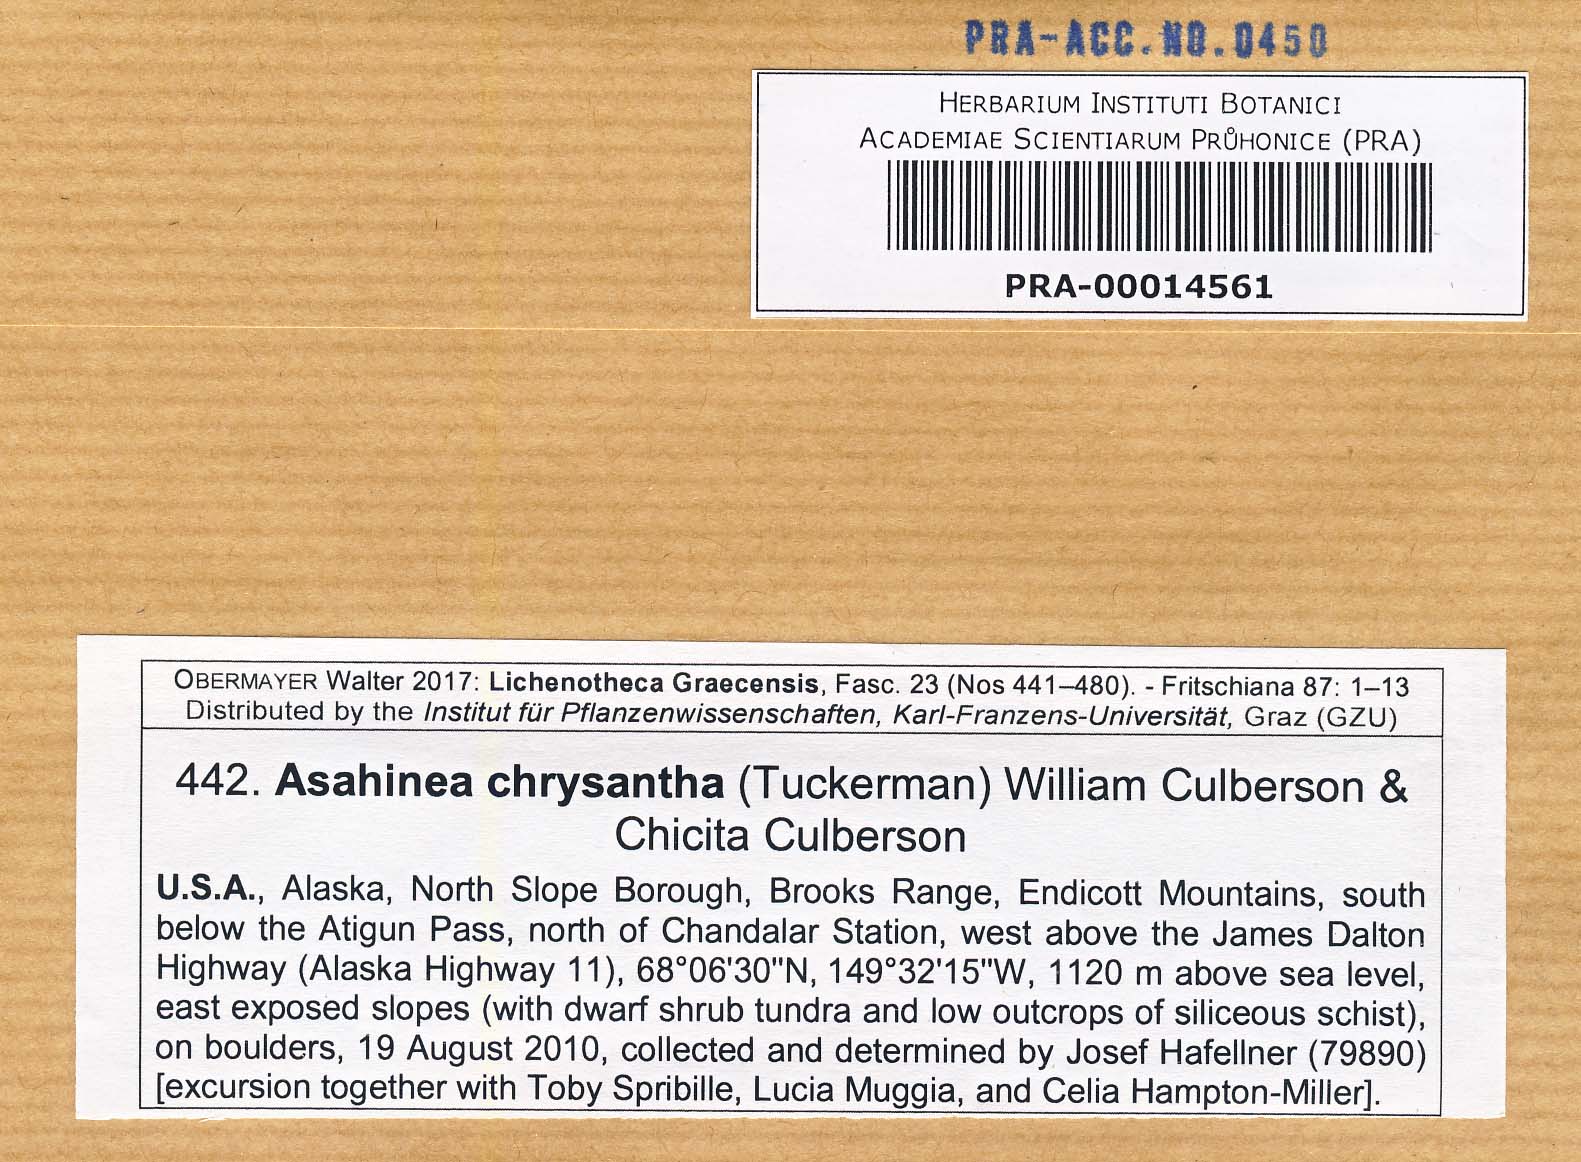 PRA-ACC.NO.0450
HERBARIUM INSTITUTI BOTANICI
ACADEMIAE SCIENTIARUM PRŮHONICE (PRA)
PRA-00014561
OBERMAYER Walter 2017: Lichenotheca Graecensis, Fasc. 23 (Nos 441–480). - Fritschiana 87: 1–13
Distributed by the Institut für Pflanzenwissenschaften, Karl-Franzens-Universität, Graz (GZU)
442. Asahinea chrysantha (Tuckerman) William Culberson &
Chicita Culberson
U.S.A., Alaska, North Slope Borough, Brooks Range, Endicott Mountains, south
below the Atigun Pass, north of Chandalar Station, west above the James Dalton
Highway (Alaska Highway 11), 68°06'30"N, 149°32'15"W, 1120 m above sea level,
east exposed slopes (with dwarf shrub tundra and low outcrops of siliceous schist),
on boulders, 19 August 2010, collected and determined by Josef Hafellner (79890)
[excursion together with Toby Spribille, Lucia Muggia, and Celia Hampton-Miller].